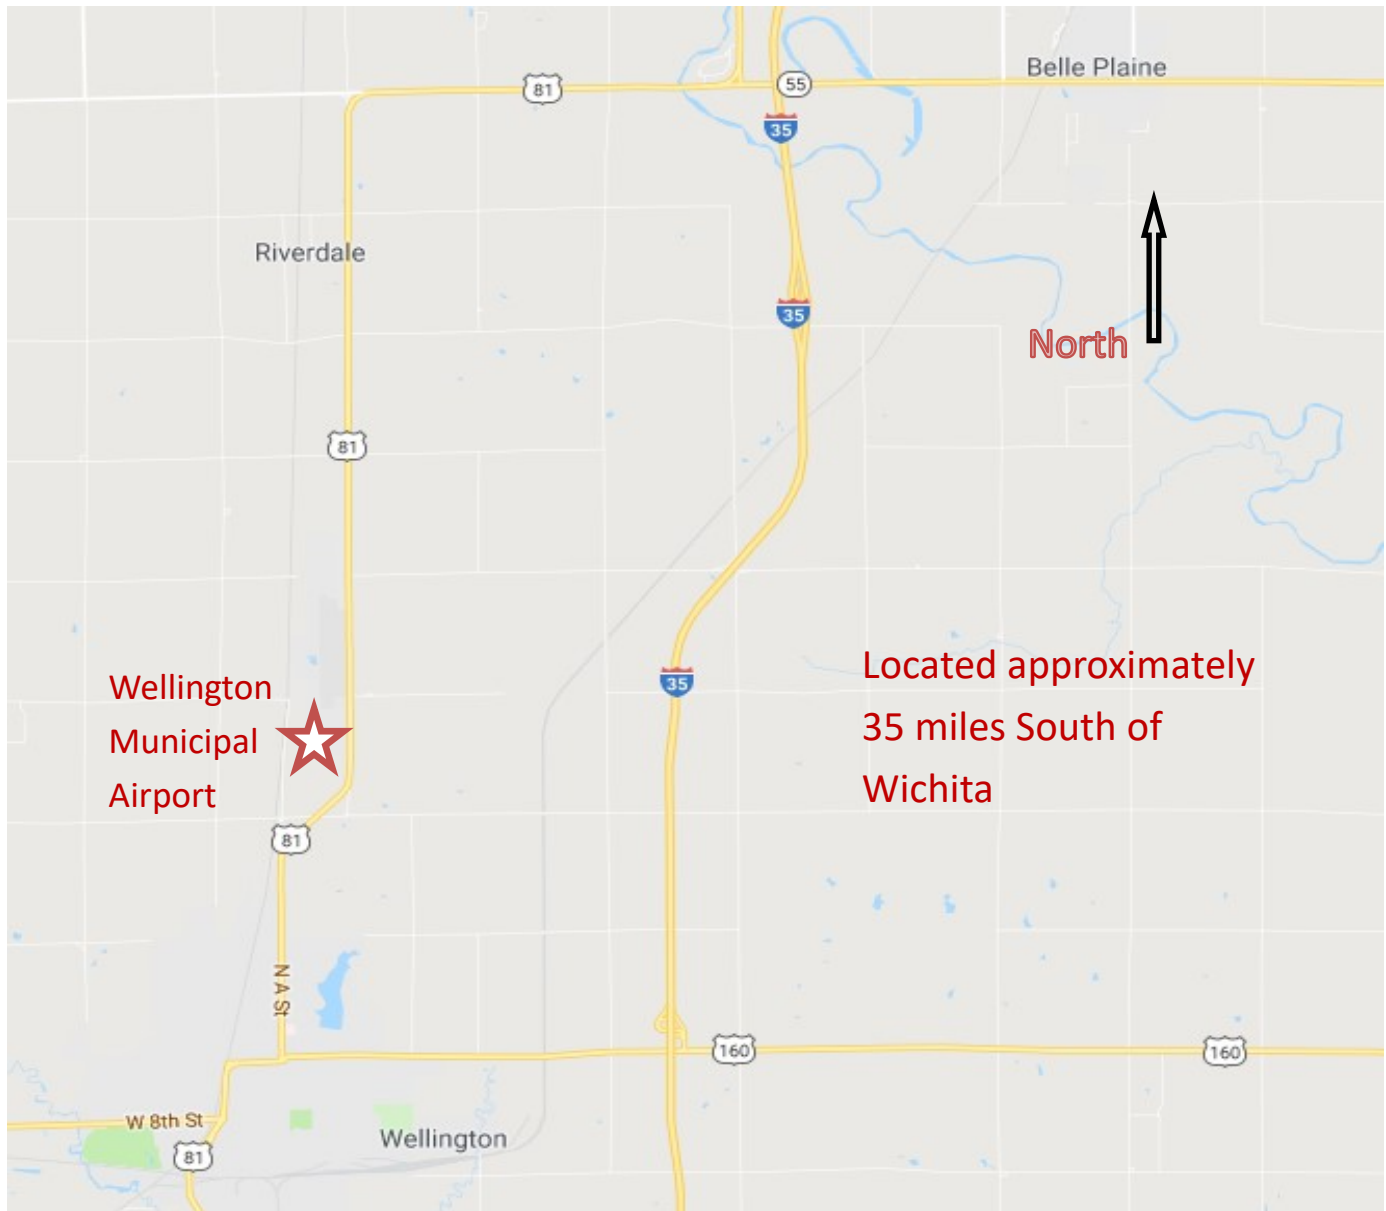 Belle Plaine
81
55
35
Riverdale
35
North
81
Located approximately
35 miles South of
Wichita
35
Wellington
Municipal
Airport
81
N A St
160
160
W 8th St
Wellington
81